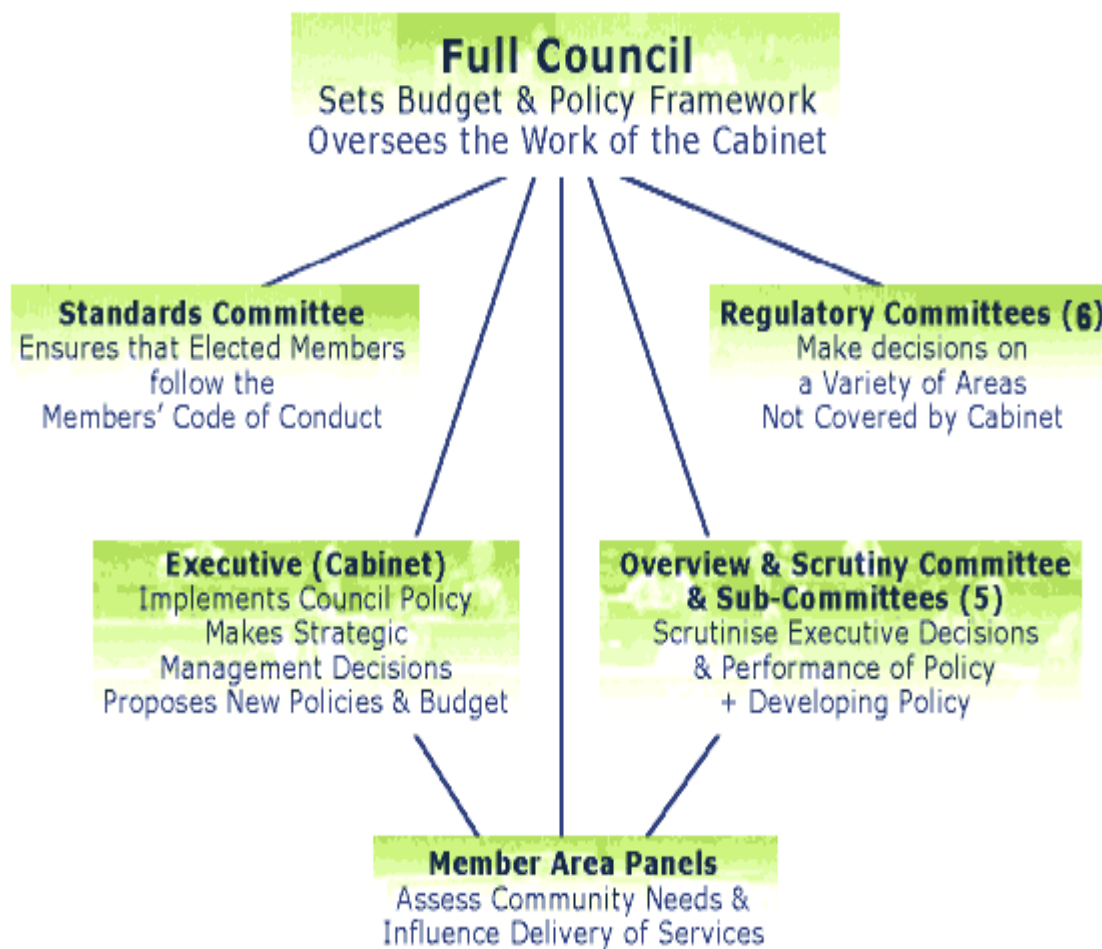 Full Council
Sets Budget & Policy Framework
Oversees the Work of the Cabinet
Standards Committee
Ensures that Elected Members
follow the
Members’ Code of Conduct
Regulatory Committees (6)
Make decisions on
a Variety of Areas
Not Covered by Cabinet
Executive (Cabinet)
Implements Council Policy
Makes Strategic
Management Decisions
Proposes New Policies & Budget
Overview & Scrutiny Committee
& Sub-Committees (5)
Scrutinise Executive Decisions
& Performance of Policy
+ Developing Policy
Member Area Panels
Assess Community Needs &
Influence Delivery of Services